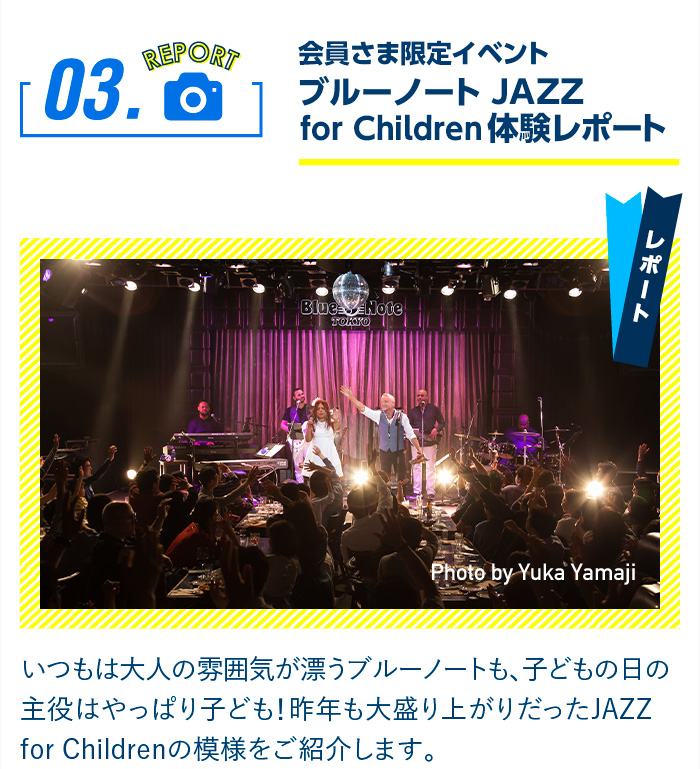 03.
REPORT
会員さま限定イベント
ブルーノート JAZZ
for Children体験レポート
レポート
Blue Note
TOKYO
Photo by Yuka Yamaji
いつもは大人の雰囲気が漂うブルーノートも、子どもの日の
主役はやっぱり子ども！昨年も大盛り上がりだったJAZZ
for Childrenの模様をご紹介します。